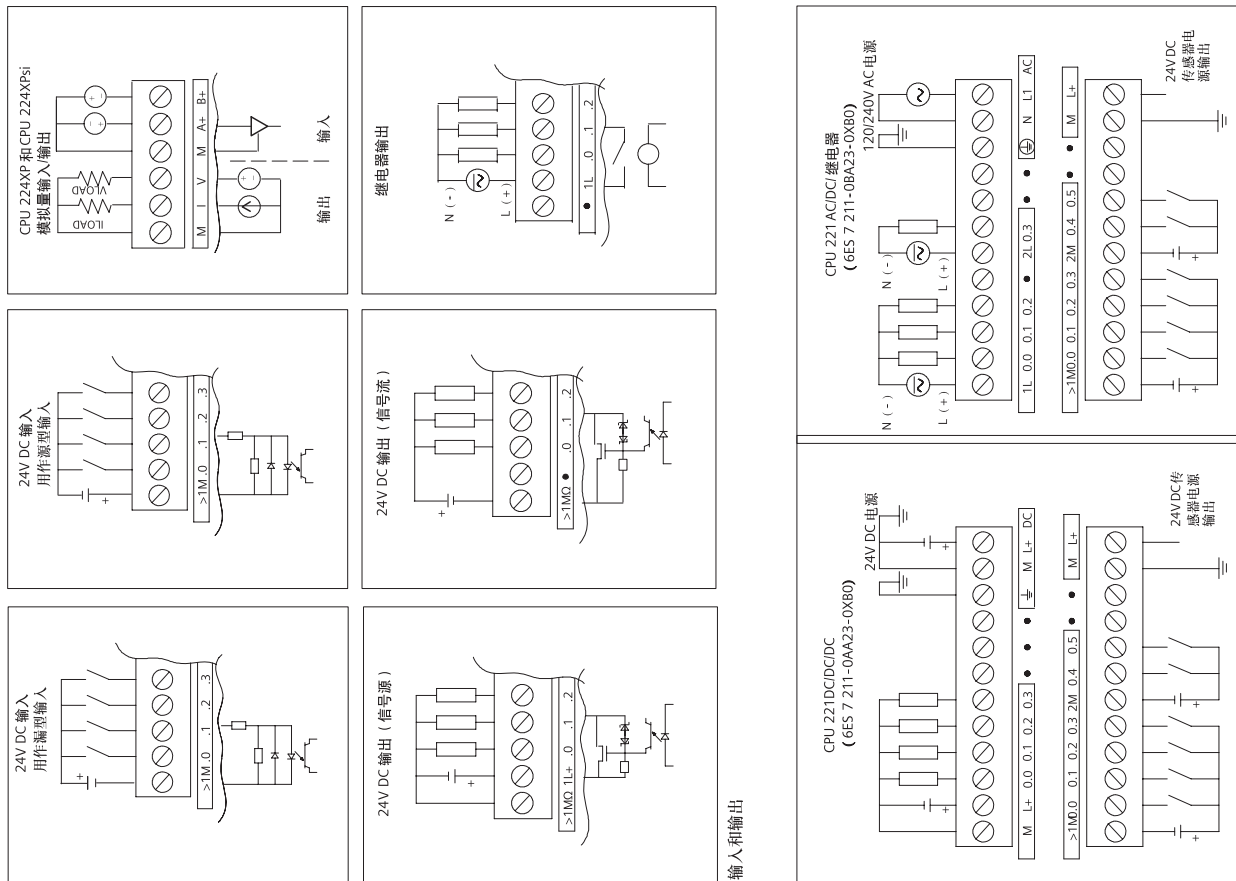 24V DC 输入
用作漏型输入
+
>1M .0 .1 .2 .3
24V DC 输入
用作源型输入
+
>1M .0 .1 .2 .3
CPU 224XP 和 CPU 224XPsi
模拟量输入/输出
ILOAD
VLOAD
M I V M A+ B+
输出
输入
24V DC 输出 ( 信号源 )
+
>1MΩ 1L+ .0 .1 .2
24V DC 输出 ( 信号流 )
+
>1MΩ ● .0 .1 .2
继电器输出
N (-)
L (+)
● 1L .0 .1 .2
输入和输出
CPU 221DC/DC/DC
( 6ES 7 211-0AA23-0XB0)
24V DC 电源
+
+
M L+ 0.0 0.1 0.2 0.3 ● ● ● M L+ DC
>1M0.0 0.1 0.2 0.3 2M 0.4 0.5 ● ● M L+
+
+
24V DC传
感器电源
输出
CPU 221 AC/DC/继电器
( 6ES 7 211-0BA23-0XB0)
120/240V AC 电源
N (-)
L (+)
N (-)
L (+)
1L 0.0 0.1 0.2 ● 2L 0.3 ● ● N L1 AC
>1M0.0 0.1 0.2 0.3 2M 0.4 0.5 ● ● M L+
+
+
24V DC
传感器电
源输出